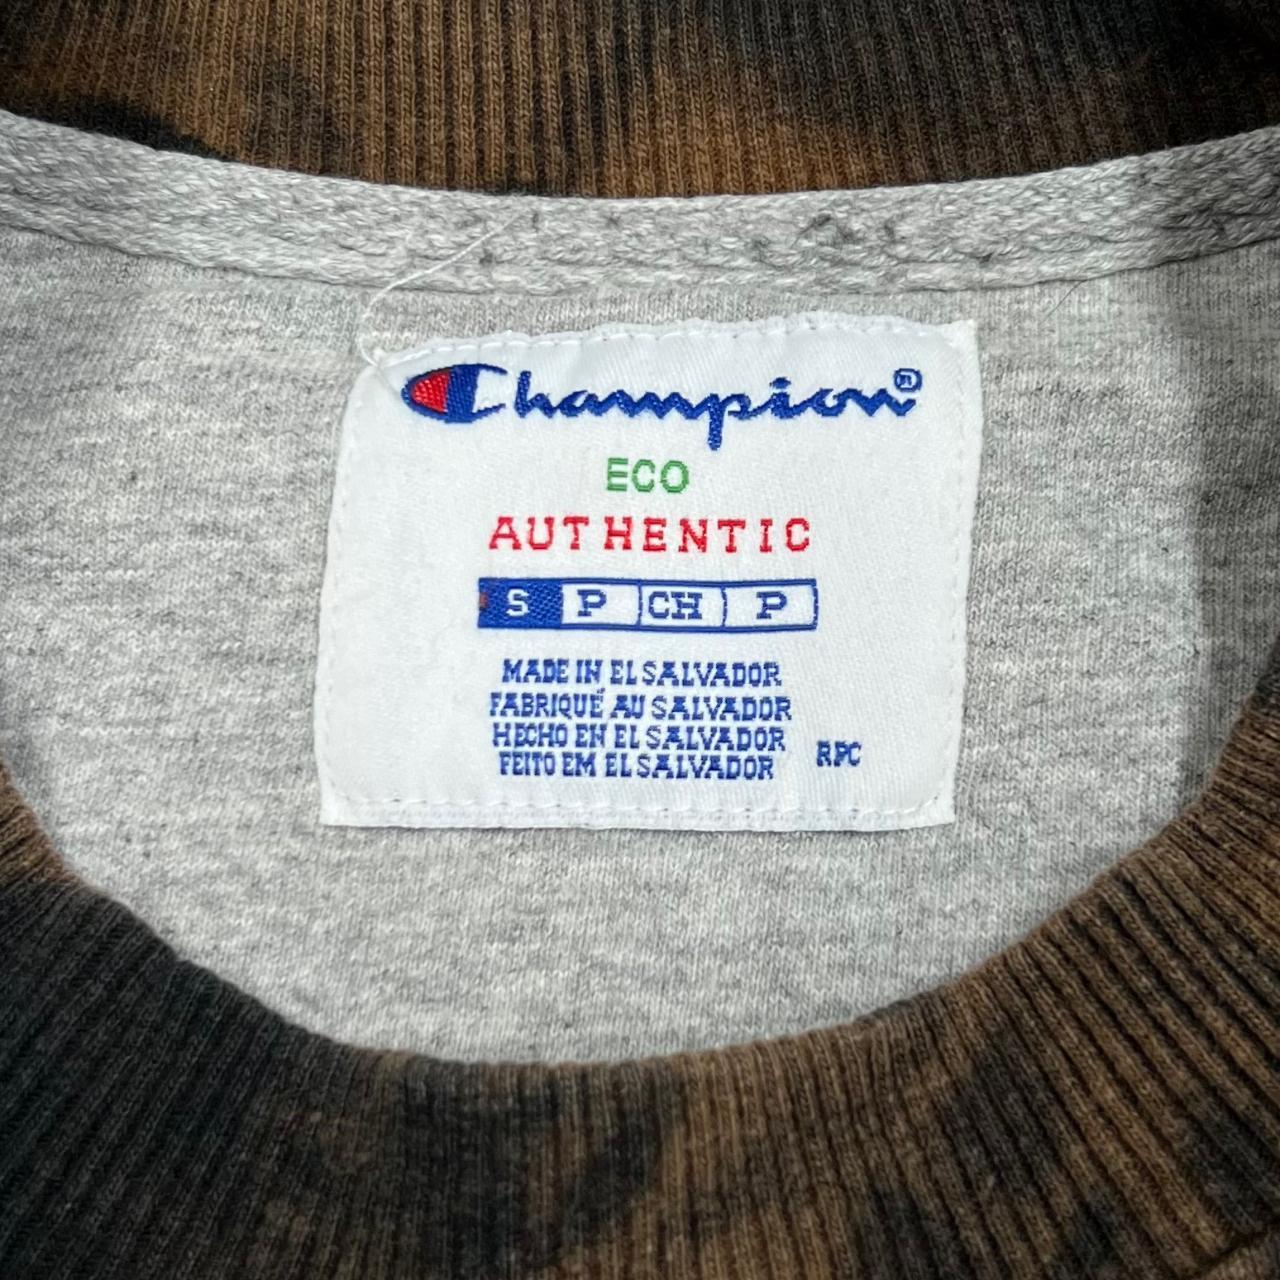 Champion®
ECO
AUTHENTIC
S P CH P
MADE IN EL SALVADOR
FABRIQUÉ AU SALVADOR
HECHO EN EL SALVADOR
FEITO EM EL SALVADOR
RPC